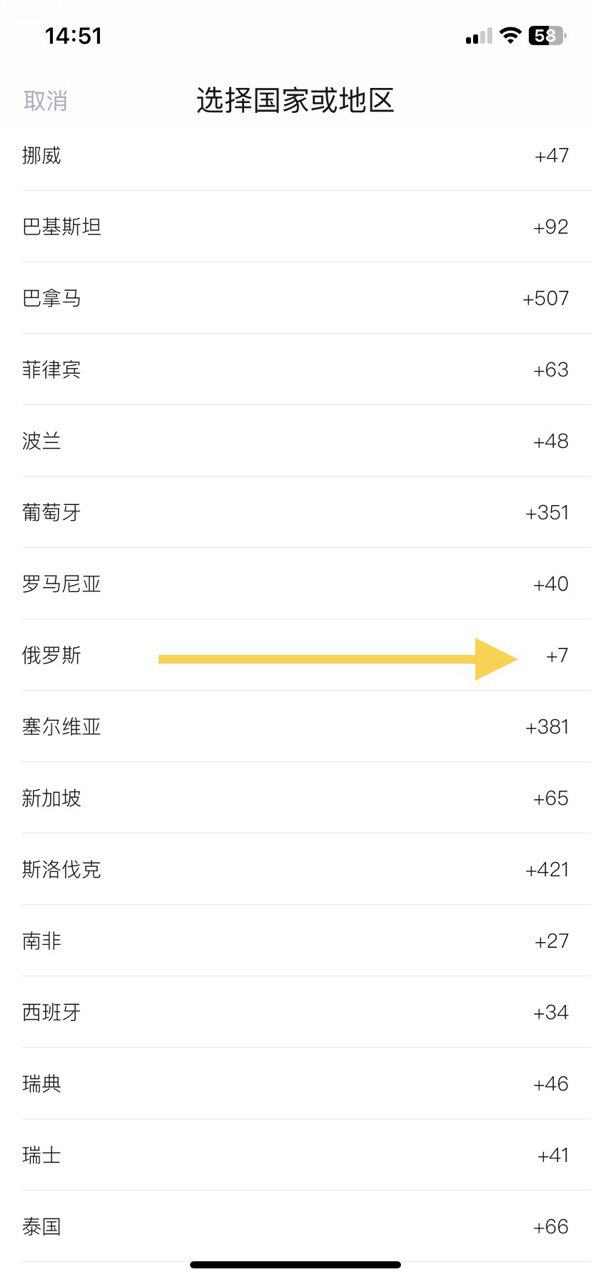 14:51
58
取消 选择国家或地区
挪威 +47
巴基斯坦 +92
巴拿马 +507
菲律宾 +63
波兰 +48
葡萄牙 +351
罗马尼亚 +40
俄罗斯 +7
塞尔维亚 +381
新加坡 +65
斯洛伐克 +421
南非 +27
西班牙 +34
瑞典 +46
瑞士 +41
泰国 +66